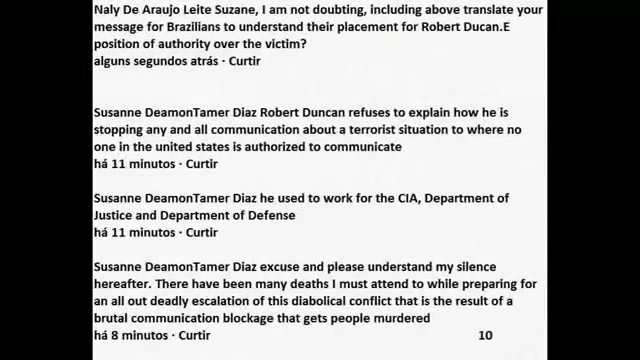 Naly De Araujo Leite Suzane, I am not doubting, including above translate your
message for Brazilians to understand their placement for Robert Ducan.E
position of authority over the victim?
alguns segundos atrás · Curtir
Susanne DeamonTamer Diaz Robert Duncan refuses to explain how he is
stopping any and all communication about a terrorist situation to where no
one in the united states is authorized to communicate
há 11 minutos · Curtir
Susanne DeamonTamer Diaz he used to work for the CIA, Department of
Justice and Department of Defense
há 11 minutos · Curtir
Susanne DeamonTamer Diaz excuse and please understand my silence
hereafter. There have been many deaths I must attend to while preparing for
an all out deadly escalation of this diabolical conflict that is the result of a
brutal communication blockage that gets people murdered
há 8 minutos · Curtir 10